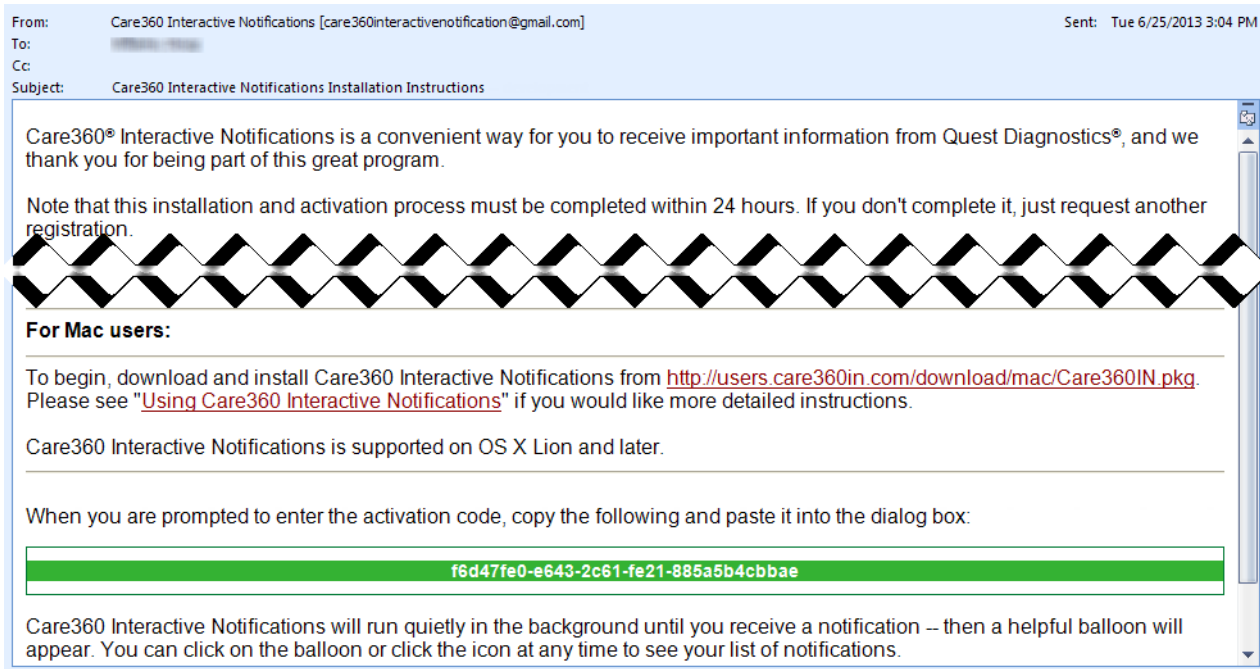 From: Care360 Interactive Notifications [care360interactivenotification@gmail.com] Sent: Tue 6/25/2013 3:04 PM
To:
Cc:
Subject: Care360 Interactive Notifications Installation Instructions
Care360® Interactive Notifications is a convenient way for you to receive important information from Quest Diagnostics®, and we
thank you for being part of this great program.
Note that this installation and activation process must be completed within 24 hours. If you don't complete it, just request another
registration.
For Mac users:
To begin, download and install Care360 Interactive Notifications from http://users.care360in.com/download/mac/Care360IN.pkg.
Please see "Using Care360 Interactive Notifications" if you would like more detailed instructions.
Care360 Interactive Notifications is supported on OS X Lion and later.
When you are prompted to enter the activation code, copy the following and paste it into the dialog box:
f6d47fe0-e643-2c61-fe21-885a5b4cbbae
Care360 Interactive Notifications will run quietly in the background until you receive a notification -- then a helpful balloon will
appear. You can click on the balloon or click the icon at any time to see your list of notifications.